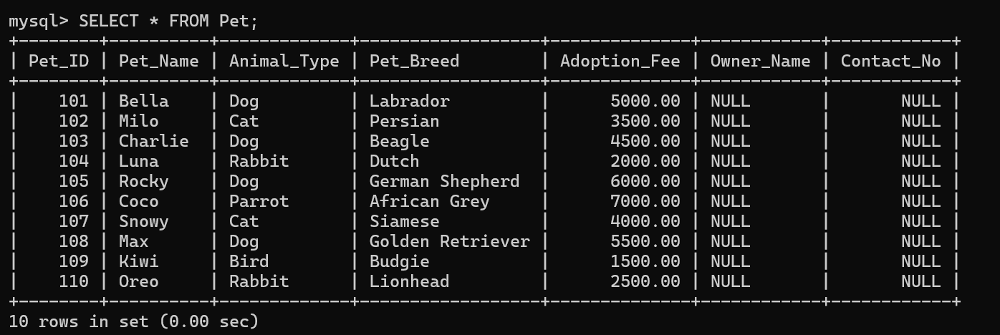 mysql> SELECT * FROM Pet;
+--------+----------+-------------+-----------------+--------------+------------+------------+
| Pet_ID | Pet_Name | Animal_Type | Pet_Breed        | Adoption_Fee | Owner_Name | Contact_No |
+--------+----------+-------------+-----------------+--------------+------------+------------+
|    101 | Bella    | Dog         | Labrador         |      5000.00 | NULL       |       NULL |
|    102 | Milo     | Cat         | Persian          |      3500.00 | NULL       |       NULL |
|    103 | Charlie  | Dog         | Beagle           |      4500.00 | NULL       |       NULL |
|    104 | Luna     | Rabbit      | Dutch            |      2000.00 | NULL       |       NULL |
|    105 | Rocky    | Dog         | German Shepherd  |      6000.00 | NULL       |       NULL |
|    106 | Coco     | Parrot      | African Grey     |      7000.00 | NULL       |       NULL |
|    107 | Snowy    | Cat         | Siamese          |      4000.00 | NULL       |       NULL |
|    108 | Max      | Dog         | Golden Retriever |      5500.00 | NULL       |       NULL |
|    109 | Kiwi     | Bird        | Budgie           |      1500.00 | NULL       |       NULL |
|    110 | Oreo     | Rabbit      | Lionhead         |      2500.00 | NULL       |       NULL |
+--------+----------+-------------+-----------------+--------------+------------+------------+
10 rows in set (0.00 sec)